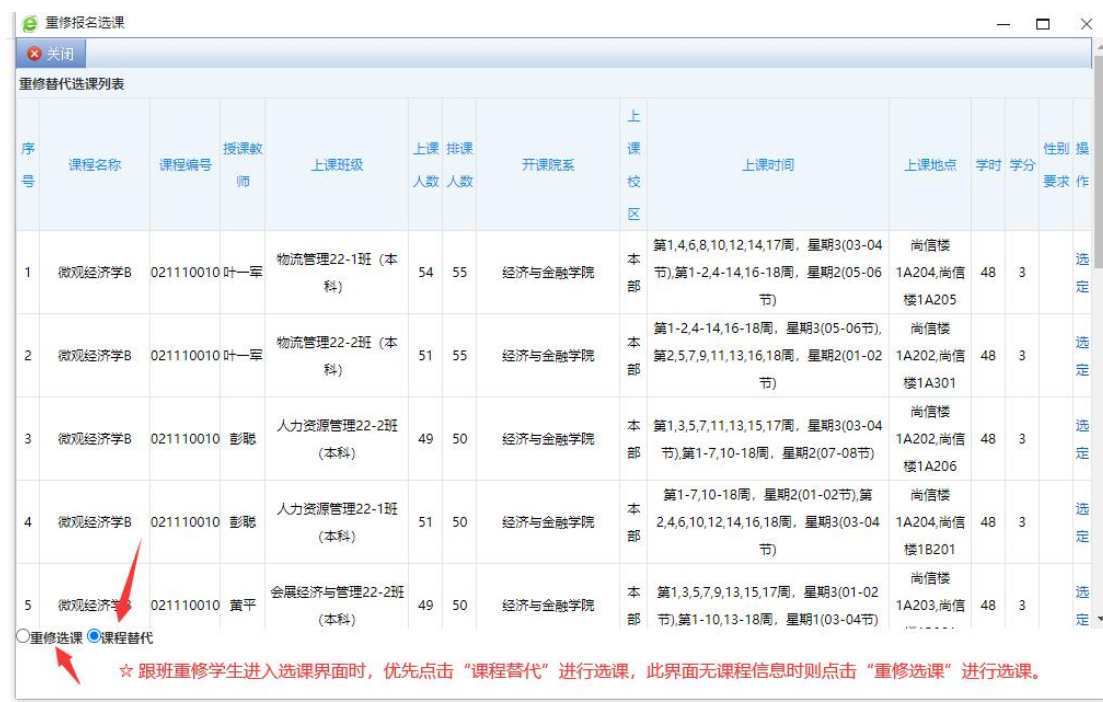 重修报名选课
关闭
重修替代选课列表
序号 课程名称 课程编号 授课教师 上课班级 上课人数 排课人数 开课院系 上课校区 上课时间 上课地点 学时 学分 性别要求 操作
1 微观经济学B 021110010 叶一军 物流管理22-1班（本科） 54 55 经济与金融学院 本部 第1,4,6,8,10,12,14,17周，星期3(03-04节),第1-2,4-14,16-18周，星期2(05-06节) 尚信楼1A204,尚信楼1A205 48 3 选定
2 微观经济学B 021110010 叶一军 物流管理22-2班（本科） 51 55 经济与金融学院 本部 第1-2,4-14,16-18周，星期3(05-06节),第2,5,7,9,11,13,16,18周，星期2(01-02节) 尚信楼1A202,尚信楼1A301 48 3 选定
3 微观经济学B 021110010 彭聪 人力资源管理22-2班（本科） 49 50 经济与金融学院 本部 第1,3,5,7,11,13,15,17周，星期3(03-04节),第1-7,10-18周，星期2(07-08节) 尚信楼1A202,尚信楼1A206 48 3 选定
4 微观经济学B 021110010 彭聪 人力资源管理22-1班（本科） 51 50 经济与金融学院 本部 第1-7,10-18周，星期2(01-02节),第2,4,6,10,12,14,16,18周，星期3(03-04节) 尚信楼1A204,尚信楼1B201 48 3 选定
5 微观经济学B 021110010 黄平 会展经济与管理22-2班（本科） 49 50 经济与金融学院 本部 第1,3,5,7,9,13,15,17周，星期3(01-02节),第1-10,13-18周，星期1(03-04节) 尚信楼1A203,尚信 48 3 选定
重修选课 课程替代
☆ 跟班重修学生进入选课界面时，优先点击“课程替代”进行选课，此界面无课程信息时则点击“重修选课”进行选课。